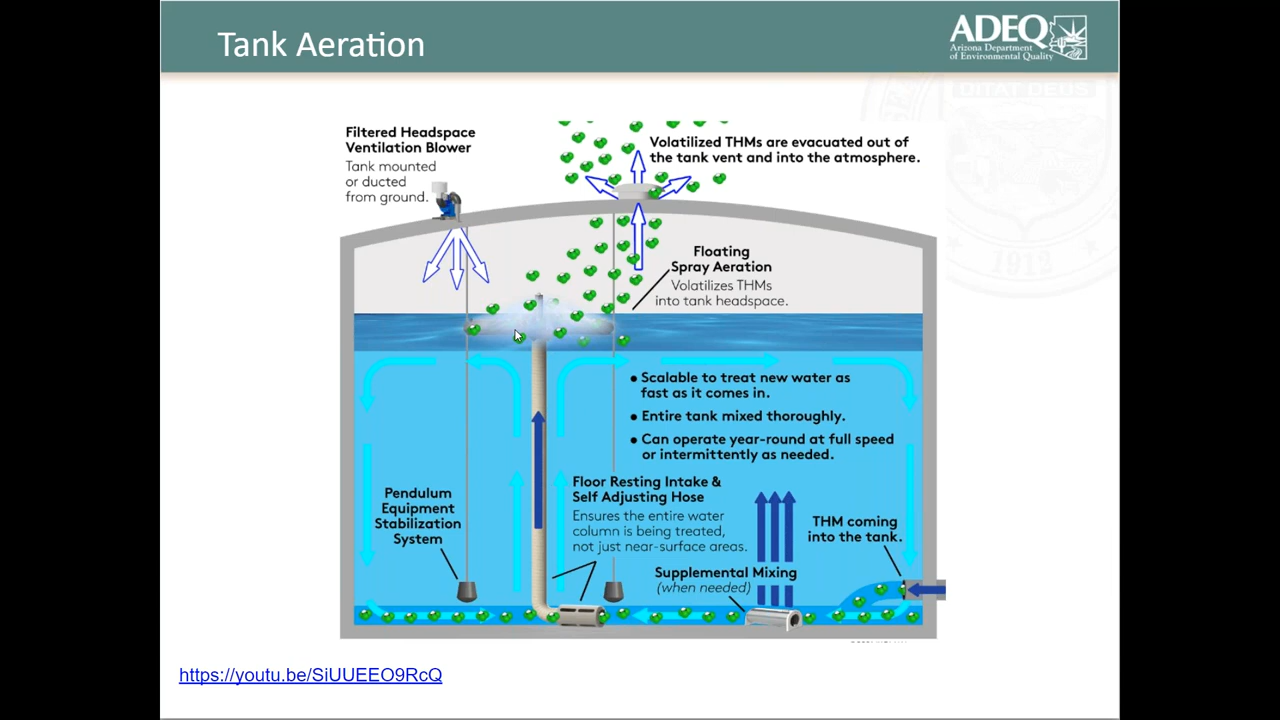 Tank Aeration
ADEQ
Arizona Department
of Environmental Quality
DITAT DEUS
1912
Filtered Headspace
Ventilation Blower
Tank mounted
or ducted
from ground.
Volatilized THMs are evacuated out of
the tank vent and into the atmosphere.
Floating
Spray Aeration
Volatilizes THMs
into tank headspace.
• Scalable to treat new water as
fast as it comes in.
• Entire tank mixed thoroughly.
• Can operate year-round at full speed
or intermittently as needed.
Floor Resting Intake &
Self Adjusting Hose
Ensures the entire water
column is being treated,
not just near-surface areas.
Pendulum
Equipment
Stabilization
System
THM coming
into the tank.
Supplemental Mixing
(when needed)
https://youtu.be/SiUUEEO9RcQ